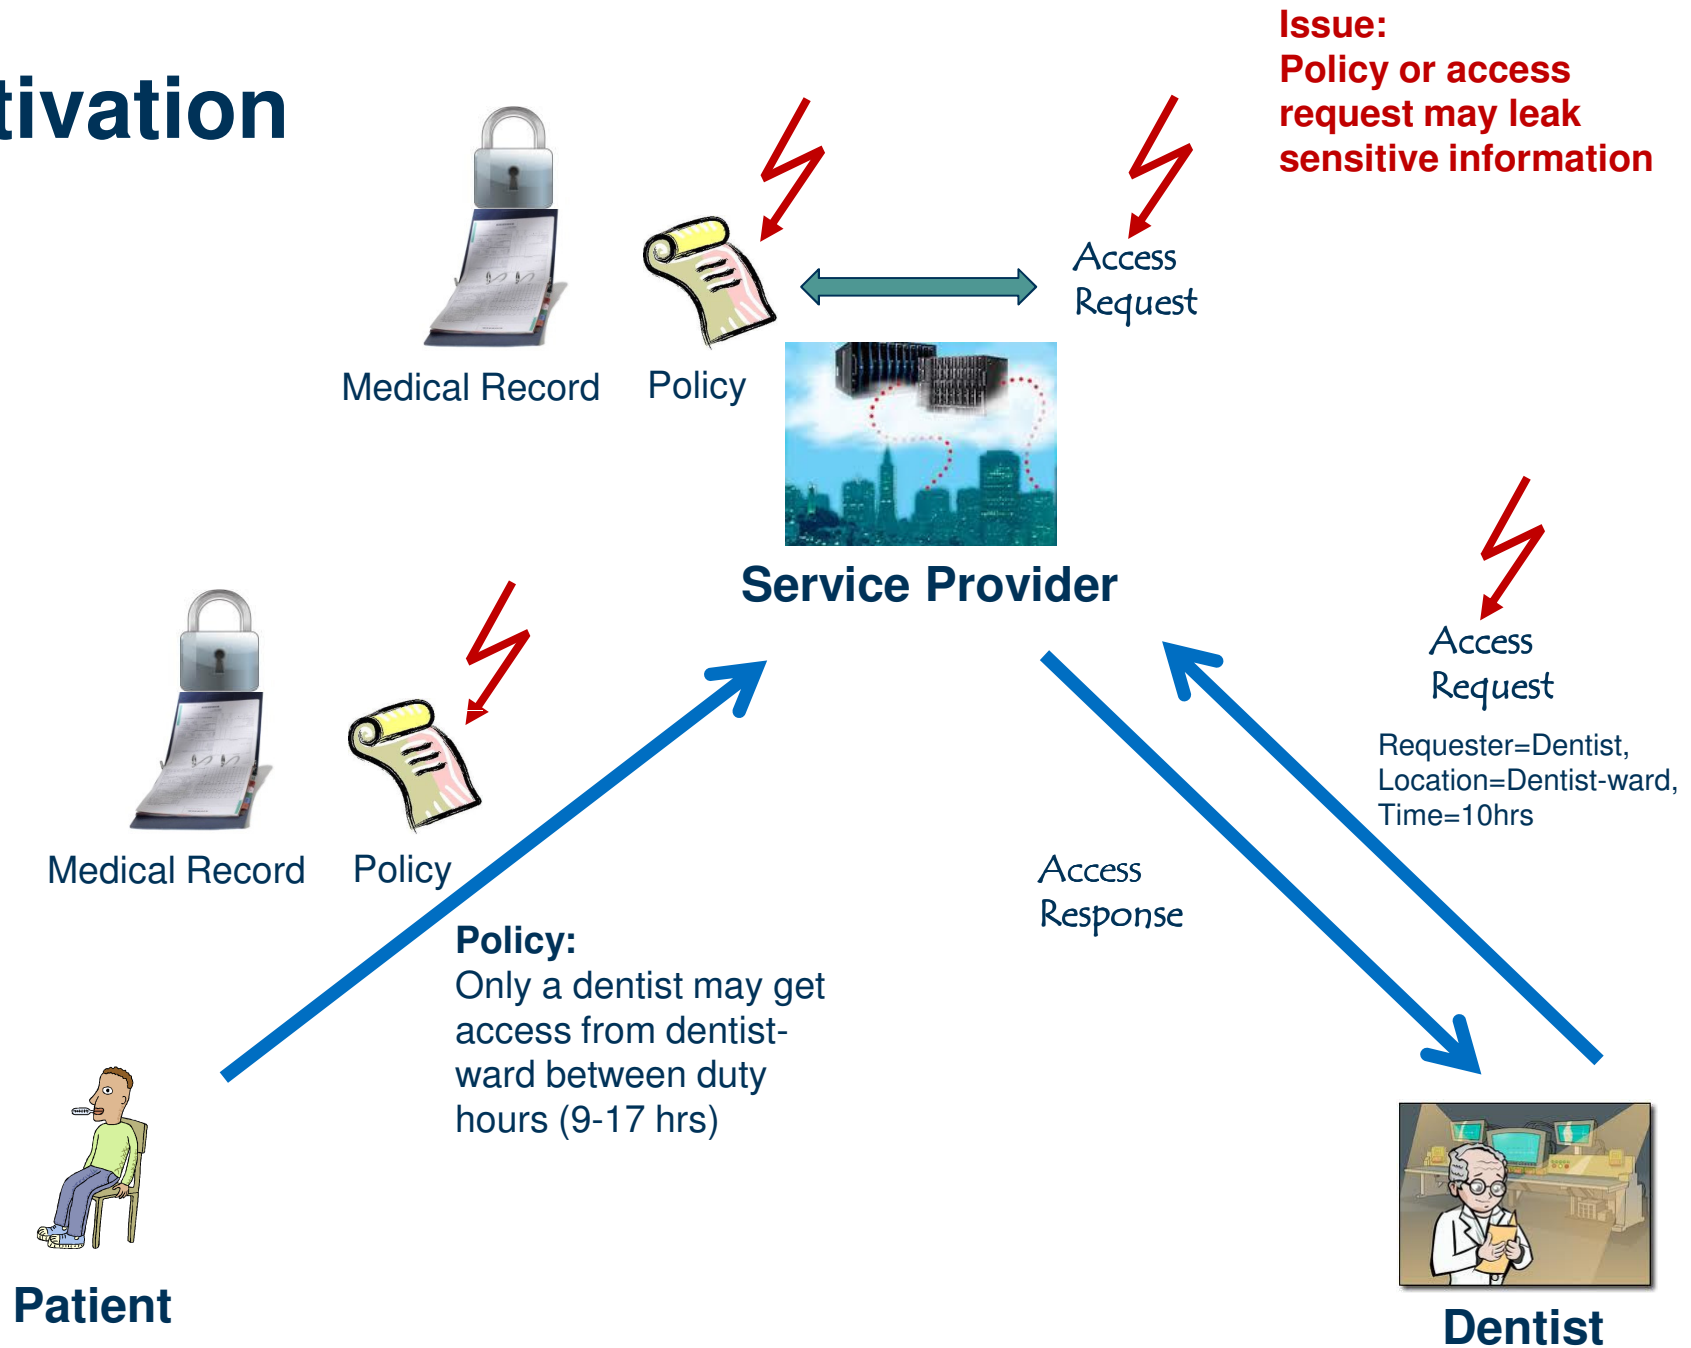 tivation
Issue:
Policy or access
request may leak
sensitive information
Access
Request
Medical Record
Policy
Service Provider
Access
Request
Requester=Dentist,
Location=Dentist-ward,
Time=10hrs
Medical Record
Policy
Access
Response
Policy:
Only a dentist may get
access from dentist-
ward between duty
hours (9-17 hrs)
Patient
Dentist